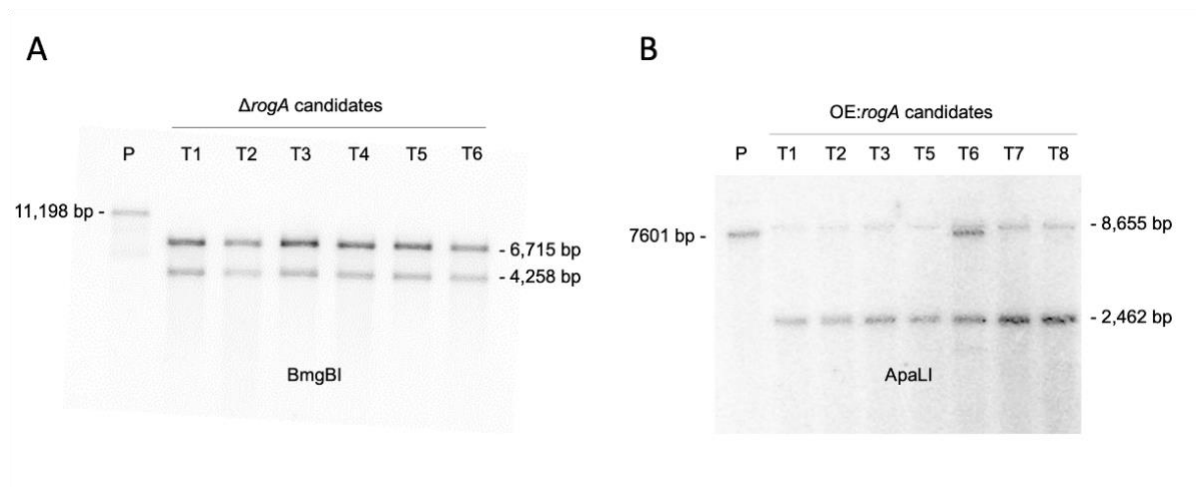 A
ΔrogA candidates
P T1 T2 T3 T4 T5 T6
11,198 bp -
- 6,715 bp
- 4,258 bp
BmgBI
B
OE:rogA candidates
P T1 T2 T3 T5 T6 T7 T8
7601 bp -
- 8,655 bp
- 2,462 bp
ApaLI